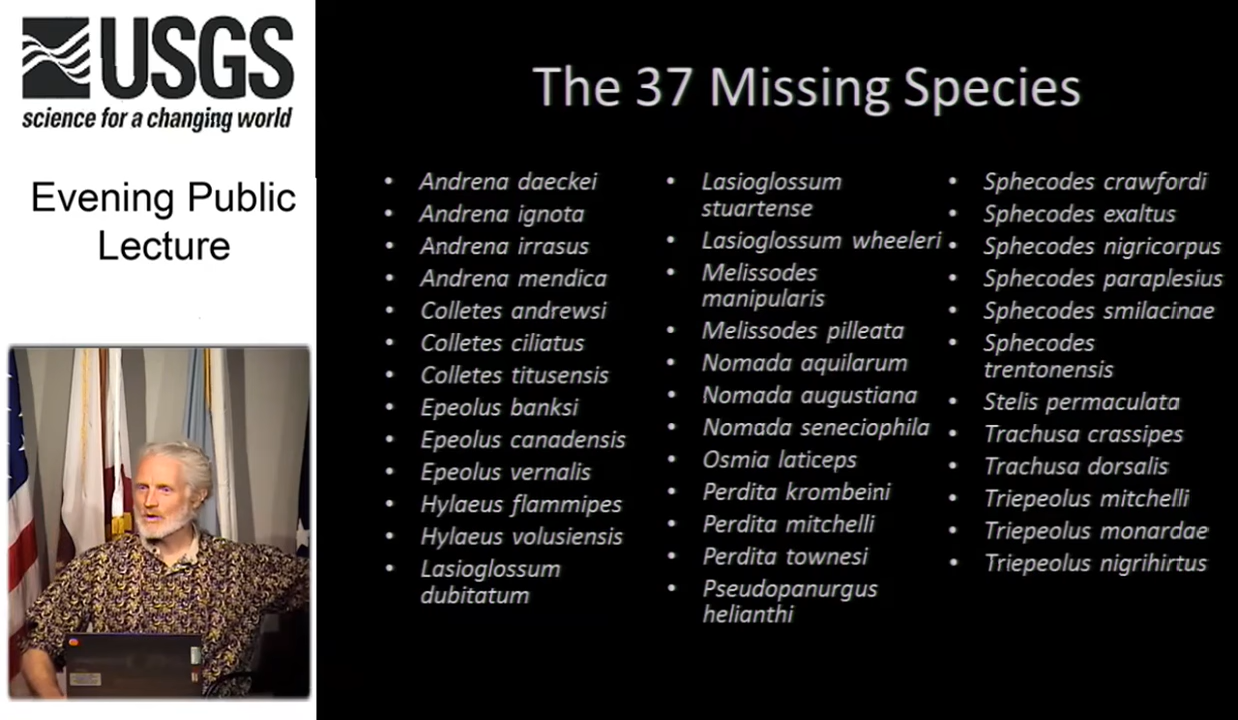 USGS
science for a changing world
Evening Public
Lecture
The 37 Missing Species
• Andrena daeckei
• Andrena ignota
• Andrena irrasus
• Andrena mendica
• Colletes andrewsi
• Colletes ciliatus
• Colletes titusensis
• Epeolus banksi
• Epeolus canadensis
• Epeolus vernalis
• Hylaeus flammipes
• Hylaeus volusiensis
• Lasioglossum
dubitatum
• Lasioglossum
stuartense
• Lasioglossum wheeleri
• Melissodes
manipularis
• Melissodes pilleata
• Nomada aquilarum
• Nomada augustiana
• Nomada seneciophila
• Osmia laticeps
• Perdita krombeini
• Perdita mitchelli
• Perdita townesi
• Pseudopanurgus
helianthi
• Sphecodes crawfordi
• Sphecodes exaltus
• Sphecodes nigricorpus
• Sphecodes paraplesius
• Sphecodes smilacinae
• Sphecodes
trentonensis
• Stelis permaculata
• Trachusa crassipes
• Trachusa dorsalis
• Triepeolus mitchelli
• Triepeolus monardae
• Triepeolus nigrihirtus